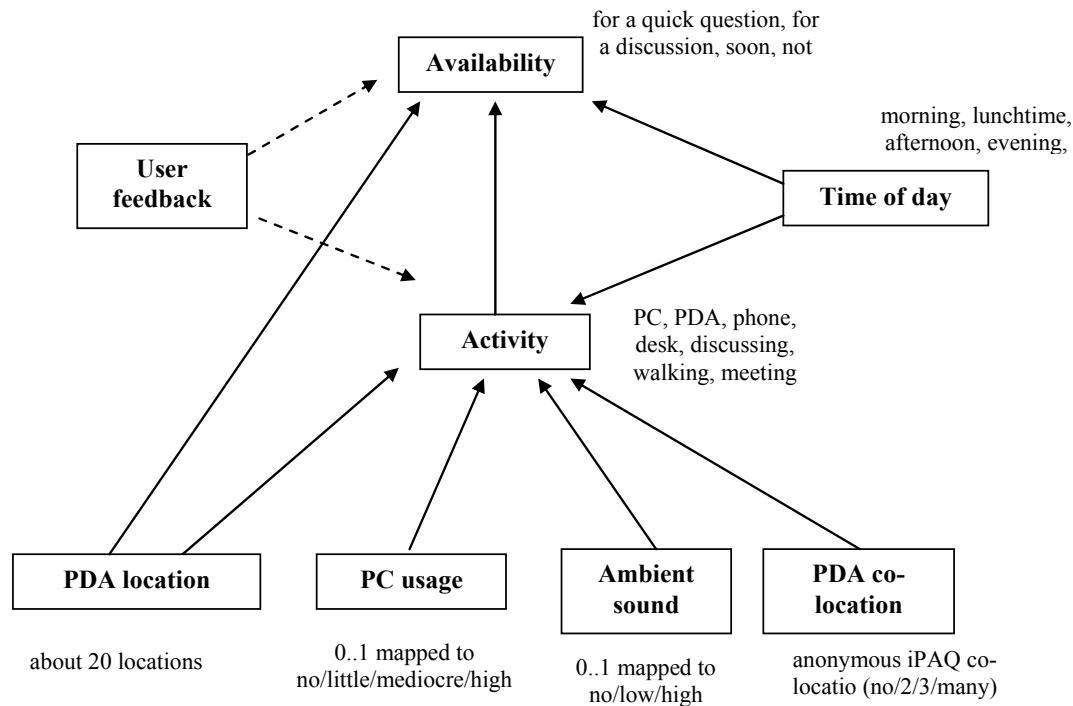 for a quick question, for
a discussion, soon, not
Availability
morning, lunchtime,
afternoon, evening,
User
feedback
Time of day
PC, PDA, phone,
desk, discussing,
walking, meeting
Activity
PDA location
PC usage
Ambient
sound
PDA co-
location
about 20 locations
0..1 mapped to
no/little/mediocre/high
0..1 mapped to
no/low/high
anonymous iPAQ co-
locatio (no/2/3/many)